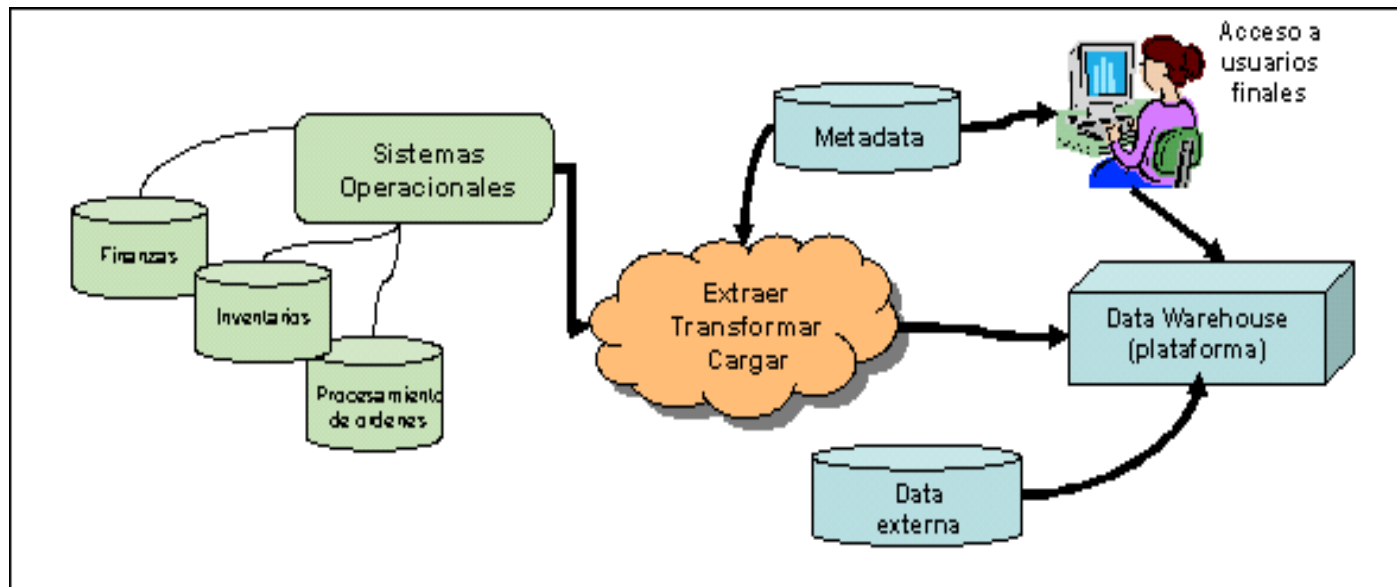 Acceso a
usuarios
finales
Metadata
Sistemas
Operacionales
Finanzas
Inventarios
Procesamiento
de ordenes
Extraer
Transformar
Cargar
Data Warehouse
(plataforma)
Data
externa